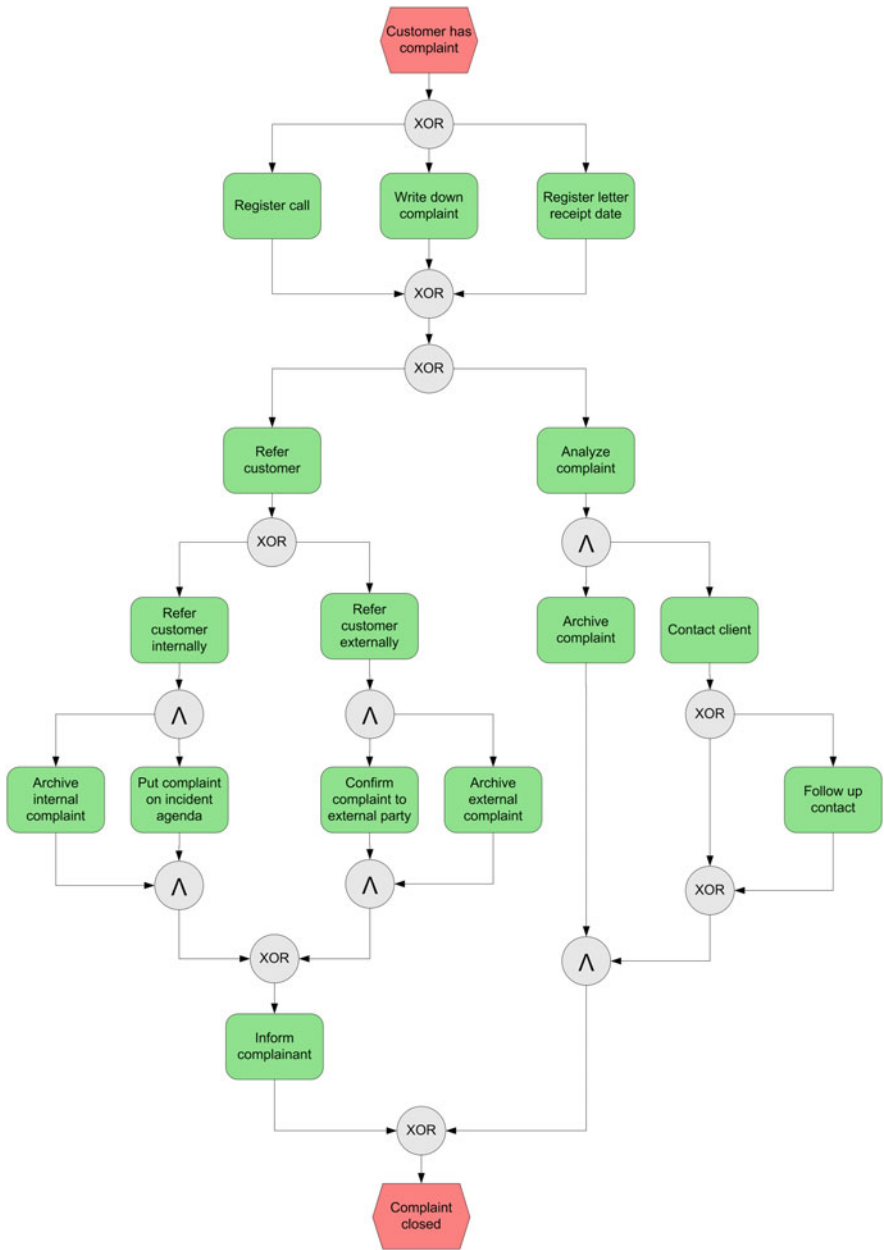 Customer has
complaint
XOR
Register call
Write down
complaint
Register letter
receipt date
XOR
XOR
Refer
customer
Analyze
complaint
XOR
Λ
Refer
customer
internally
Refer
customer
externally
Archive
complaint
Contact client
Λ
Λ
XOR
Archive
internal
complaint
Put complaint
on incident
agenda
Confirm
complaint to
external party
Archive
external
complaint
Follow up
contact
Λ
Λ
XOR
XOR
Λ
Inform
complainant
XOR
Complaint
closed